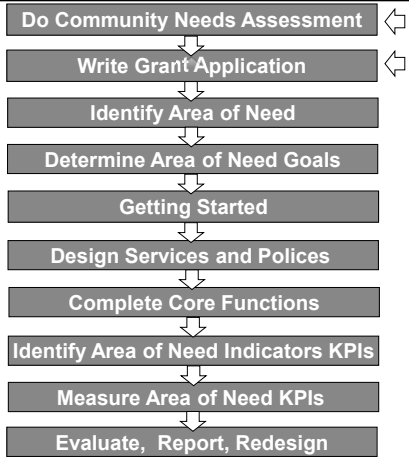 Do Community Needs Assessment
Write Grant Application
Identify Area of Need
Determine Area of Need Goals
Getting Started
Design Services and Polices
Complete Core Functions
Identify Area of Need Indicators KPIs
Measure Area of Need KPIs
Evaluate, Report, Redesign